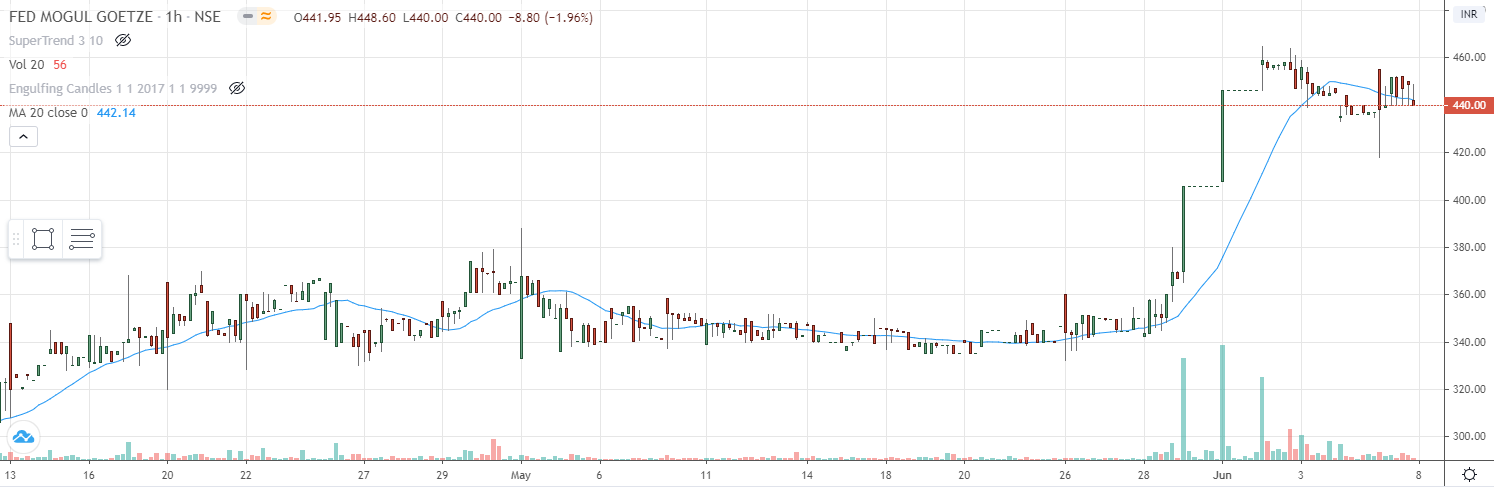 FED MOGUL GOETZE · 1h · NSE O441.95 H448.60 L440.00 C440.00 −8.80 (−1.96%)
INR
SuperTrend 3 10
Vol 20 56
Engulfing Candles 1 1 2017 1 1 9999
MA 20 close 0 442.14
460.00
440.00
420.00
400.00
380.00
360.00
340.00
320.00
300.00
13 16 20 22 27 29 May 6 11 14 18 20 26 28 Jun 3 8